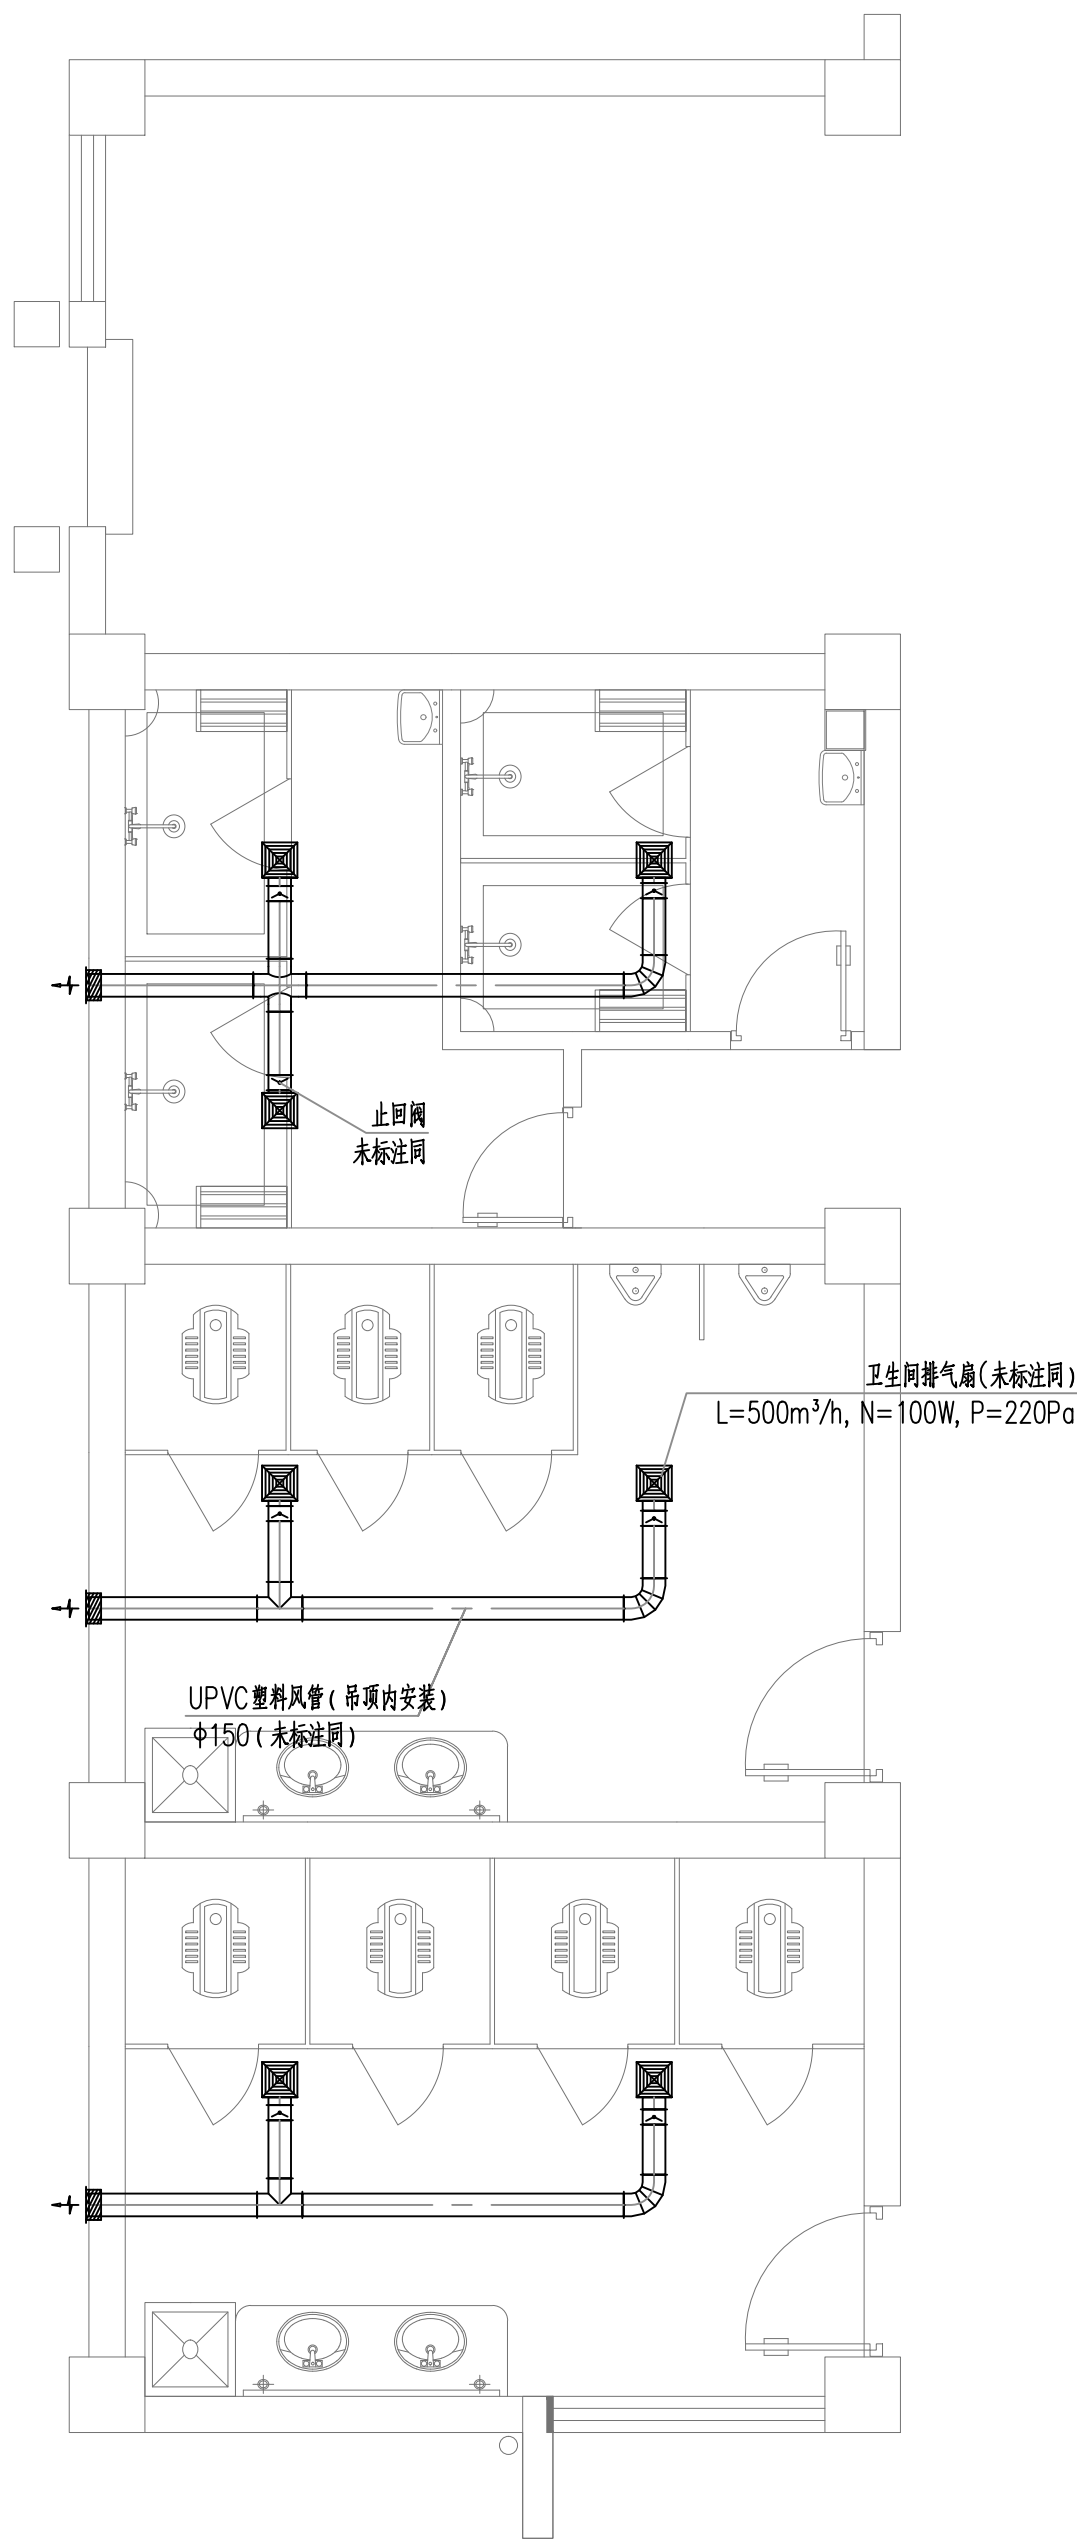 止回阀
未标注同
卫生间排气扇(未标注同)
L=500m³/h, N=100W, P=220Pa
UPVC塑料风管(吊顶内安装)
Φ150(未标注同)